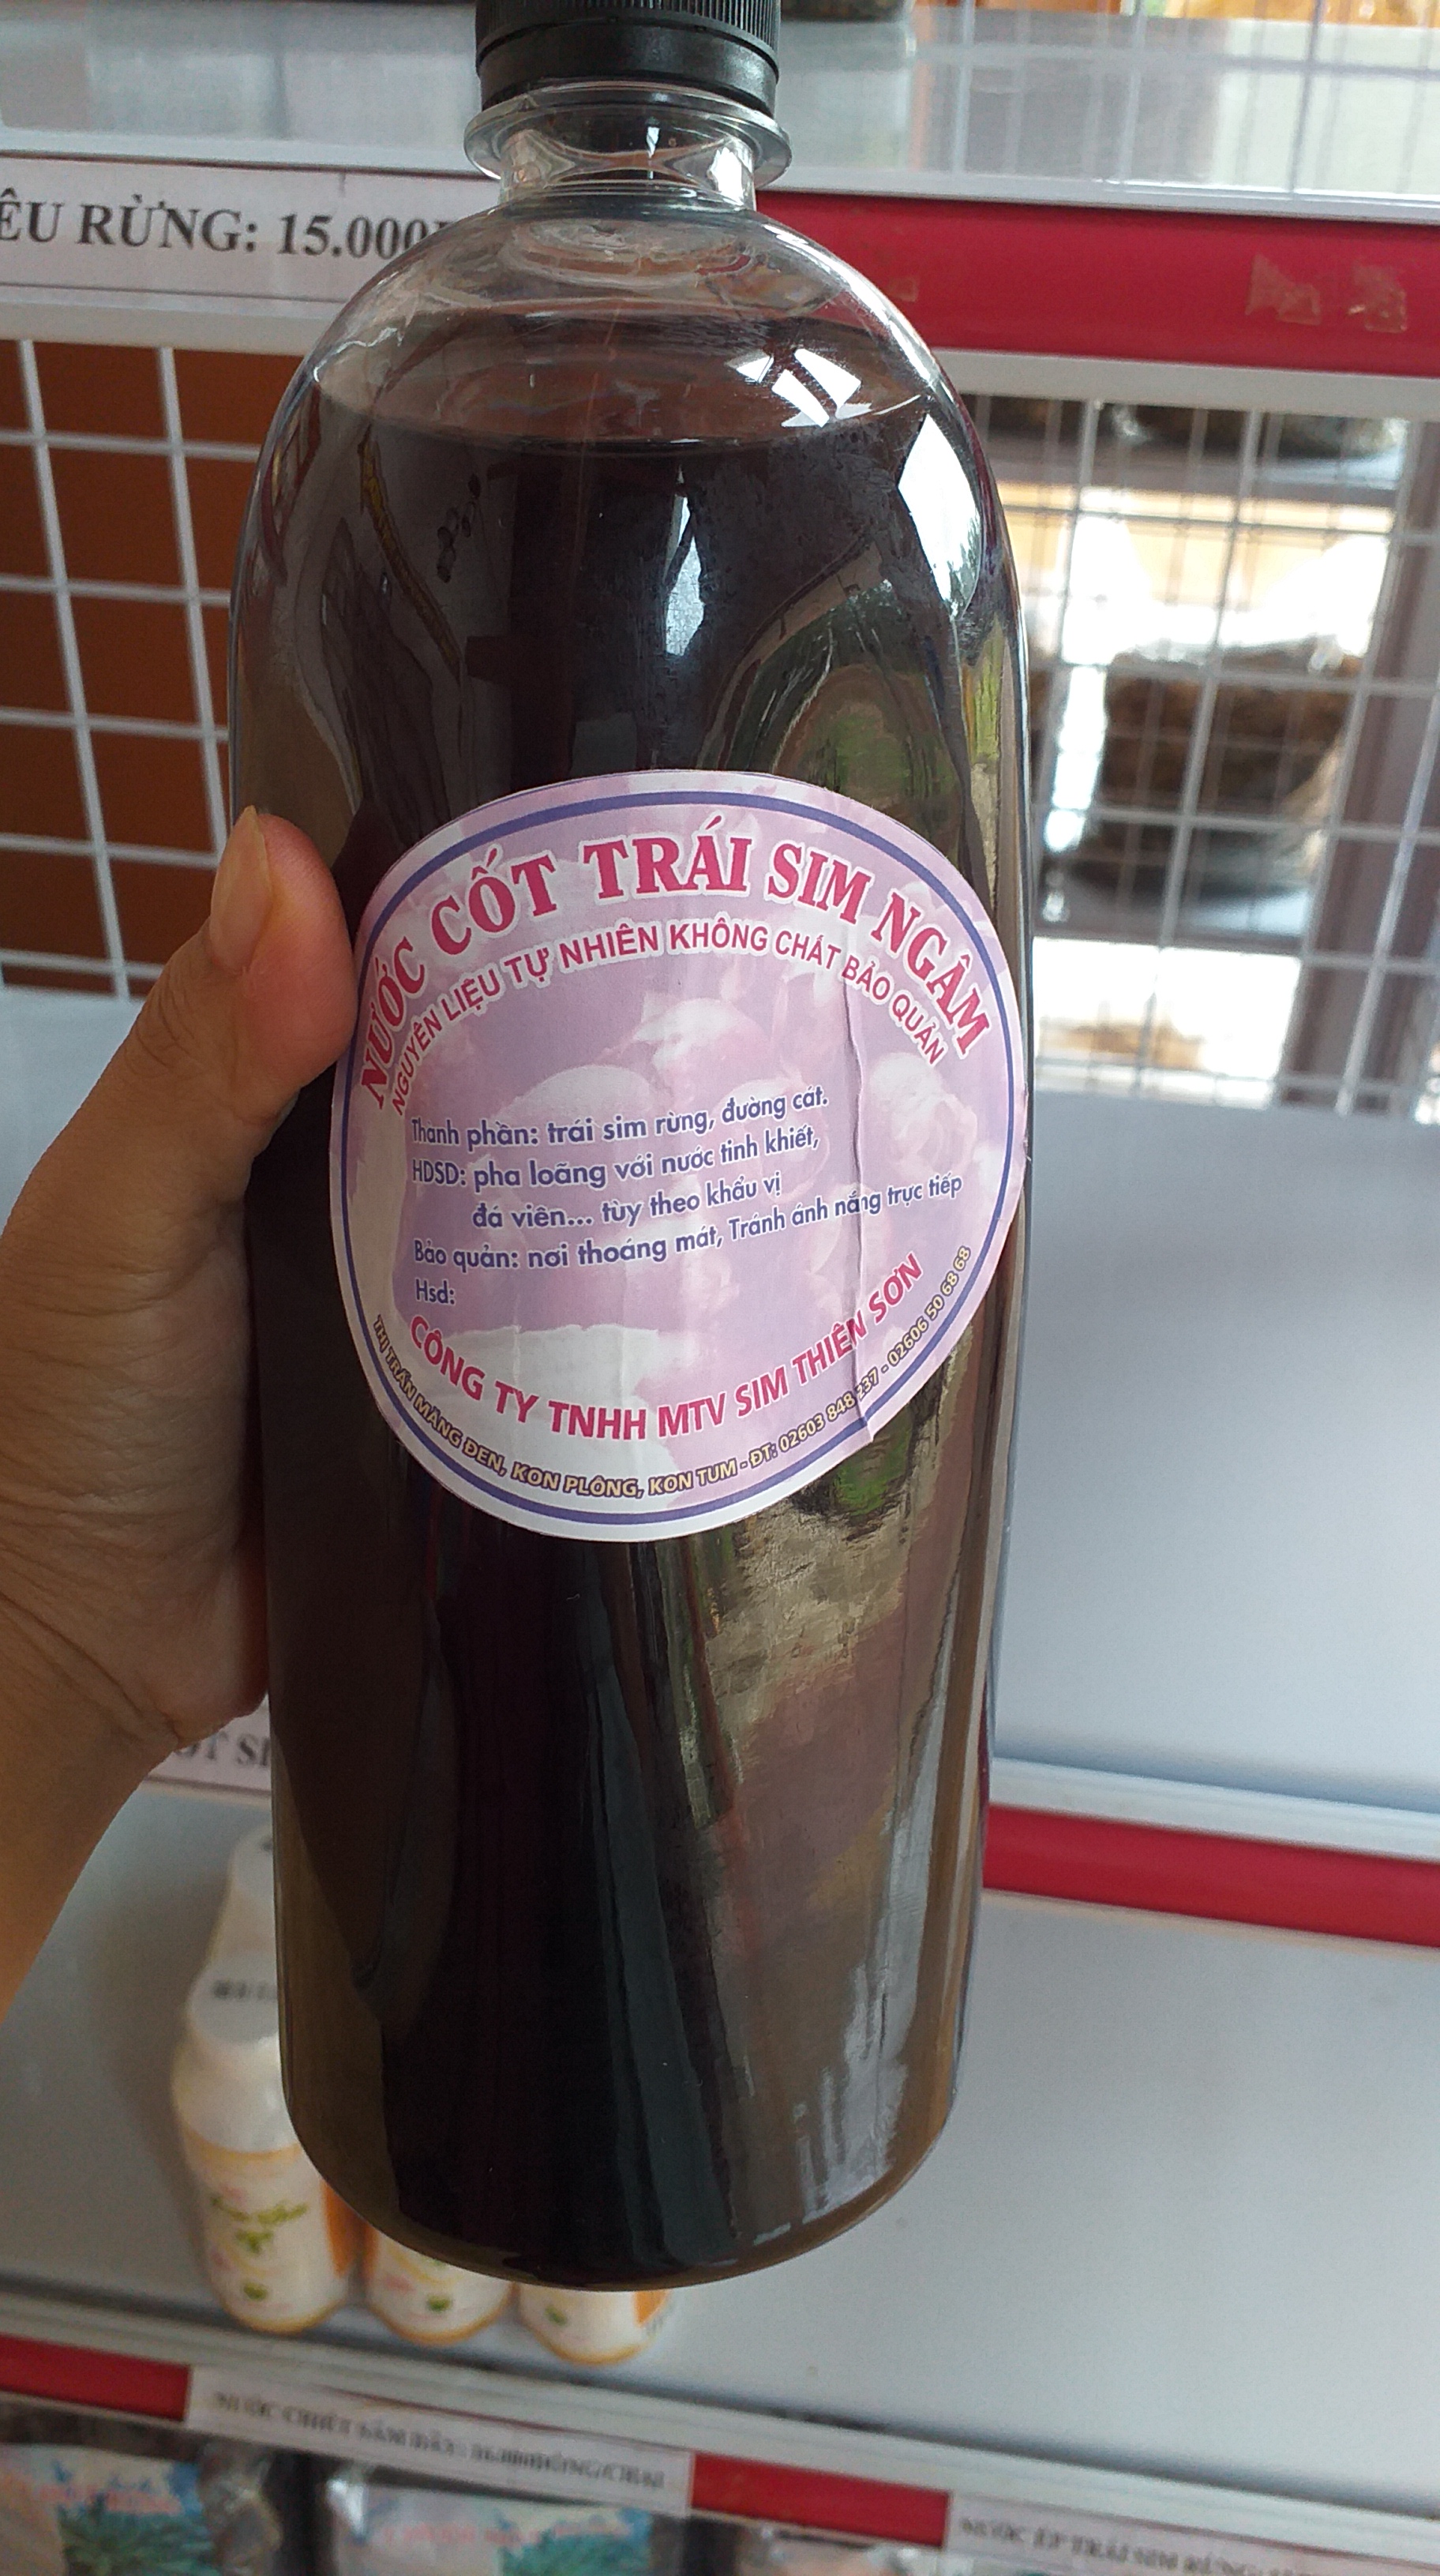 ÊU RỪNG: 15.000
NƯỚC CỐT TRÁI SIM NGÂM
NGUYÊN LIỆU TỰ NHIÊN KHÔNG CHẤT BẢO QUẢN
Thanh phần: trái sim rừng, đường cát.
HDSD: pha loãng với nước tinh khiết,
đá viên... tùy theo khẩu vị
Bảo quản: nơi thoáng mát, Tránh ánh nắng trực tiếp
Hsd:
CÔNG TY TNHH MTV SIM THIÊN SƠN
THỊ TRẤN MĂNG ĐEN, KON PLÔNG, KON TUM - ĐT: 02603 848 237 - 02606 50 68 68